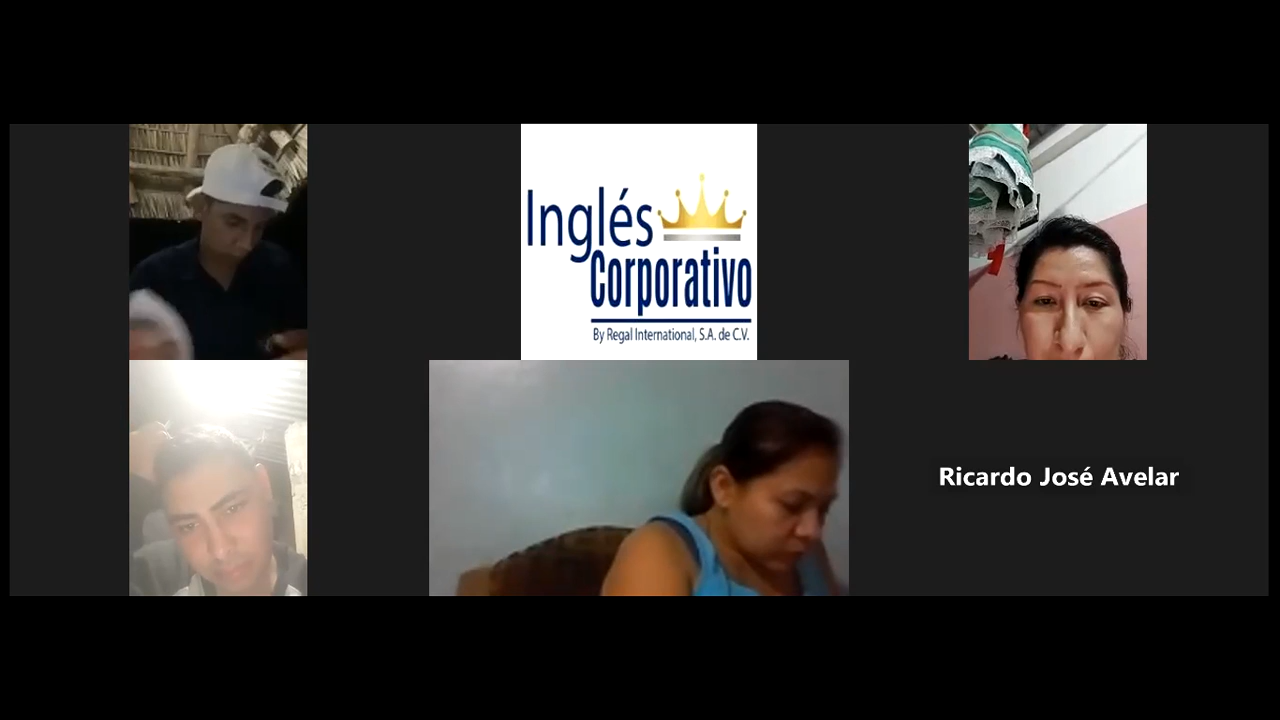 Inglés
Corporativo
By Regal International, S.A. de C.V.
Ricardo José Avelar